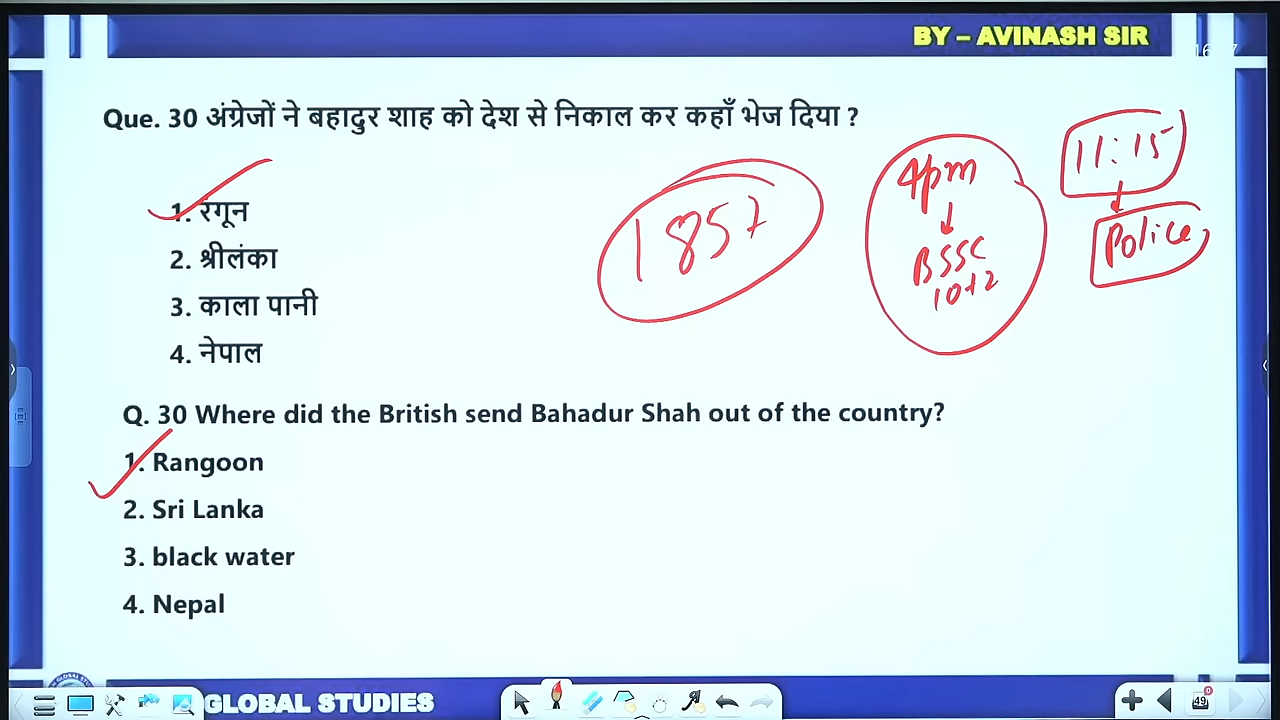 BY – AVINASH SIR
Que. 30 अंग्रेजों ने बहादुर शाह को देश से निकाल कर कहाँ भेज दिया ?
1. रंगून
2. श्रीलंका
3. काला पानी
4. नेपाल
1857
4pm
BSSC
10+2
11:15
Police
Q. 30 Where did the British send Bahadur Shah out of the country?
1. Rangoon
2. Sri Lanka
3. black water
4. Nepal
GLOBAL STUDIES
49